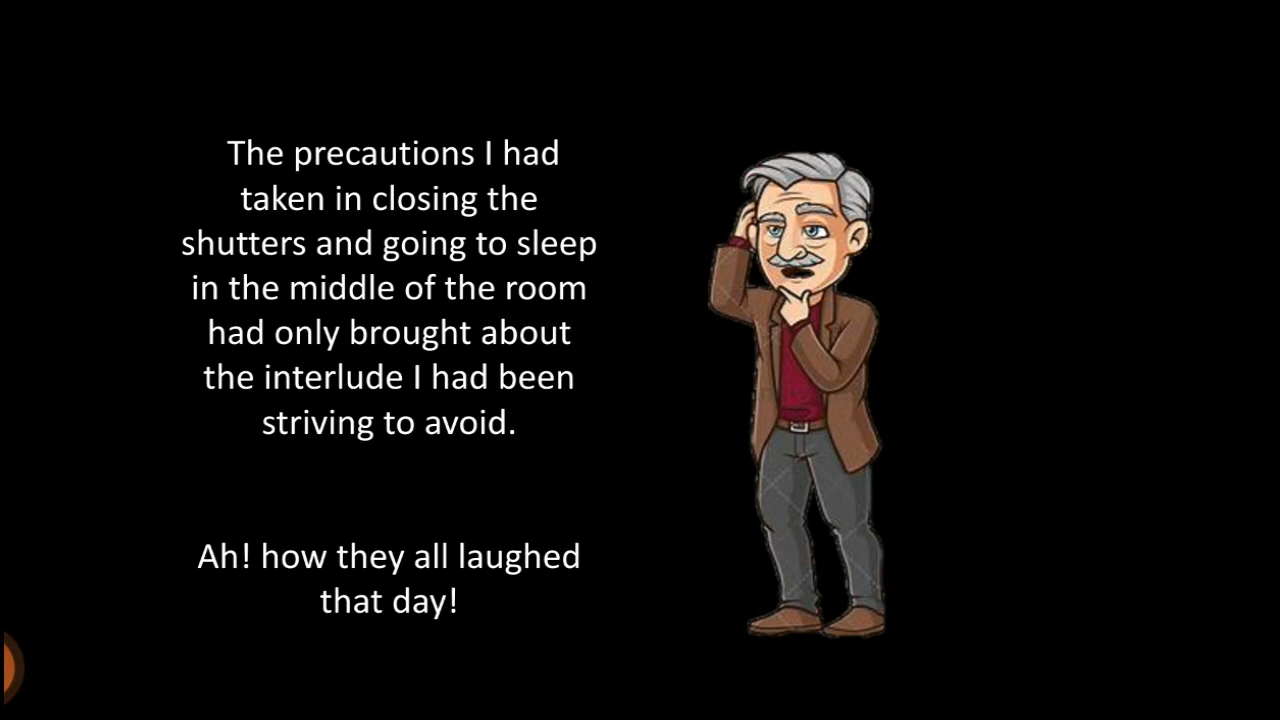 The precautions I had
taken in closing the
shutters and going to sleep
in the middle of the room
had only brought about
the interlude I had been
striving to avoid.
Ah! how they all laughed
that day!